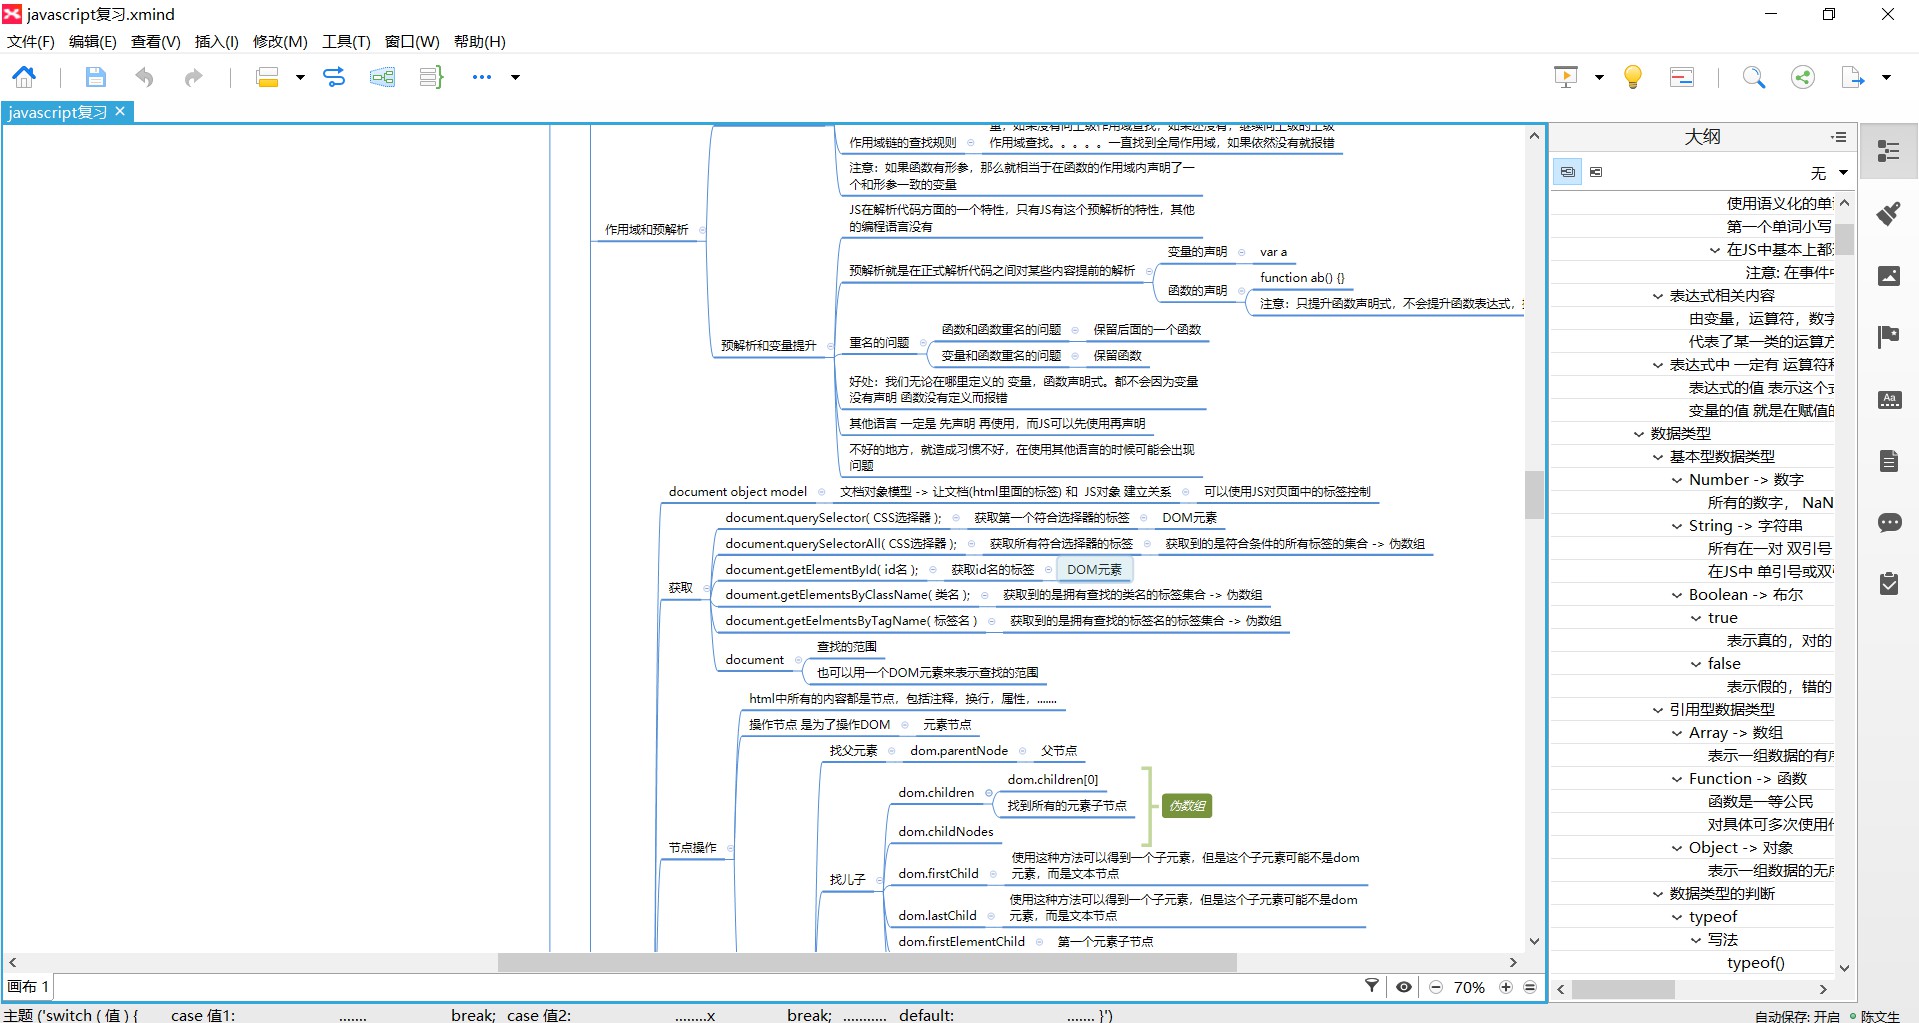 javascript复习.xmind
文件(F) 编辑(E) 查看(V) 插入(I) 修改(M) 工具(T) 窗口(W) 帮助(H)
javascript复习
作用域链的查找规则
量，如果没有向上级作用域查找，如果还没有，继续向上级的上级
作用域查找。。。。。一直找到全局作用域，如果依然没有就报错
注意：如果函数有形参，那么就相当于在函数的作用域内声明了一
个和形参一致的变量
作用域和预解析
JS在解析代码方面的一个特性，只有JS有这个预解析的特性，其他
的编程语言没有
预解析就是在正式解析代码之间对某些内容提前的解析
变量的声明
var a
函数的声明
function ab() {}
注意：只提升函数声明式，不会提升函数表达式，
预解析和变量提升
重名的问题
函数和函数重名的问题
保留后面的一个函数
变量和函数重名的问题
保留函数
好处：我们无论在哪里定义的 变量，函数声明式。都不会因为变量
没有声明 函数没有定义而报错
其他语言 一定是 先声明 再使用，而JS可以先使用再声明
不好的地方，就造成习惯不好，在使用其他语言的时候可能会出现
问题
document object model
文档对象模型 -> 让文档(html里面的标签) 和 JS对象 建立关系
可以使用JS对页面中的标签控制
获取
document.querySelector( CSS选择器 );
获取第一个符合选择器的标签
DOM元素
document.querySelectorAll( CSS选择器 );
获取所有符合选择器的标签
获取到的是符合条件的所有标签的集合 -> 伪数组
document.getElementById( id名 );
获取id名的标签
DOM元素
doument.getElementsByClassName( 类名 );
获取到的是拥有查找的类名的标签集合 -> 伪数组
document.getEelmentsByTagName( 标签名 )
获取到的是拥有查找的标签名的标签集合 -> 伪数组
document
查找的范围
也可以用一个DOM元素来表示查找的范围
节点操作
html中所有的内容都是节点，包括注释，换行，属性，.......
操作节点 是为了操作DOM
元素节点
找父元素
dom.parentNode
父节点
找儿子
dom.children
dom.children[0]
找到所有的元素子节点
伪数组
dom.childNodes
dom.firstChild
使用这种方法可以得到一个子元素，但是这个子元素可能不是dom
元素，而是文本节点
dom.lastChild
使用这种方法可以得到一个子元素，但是这个子元素可能不是dom
元素，而是文本节点
dom.firstElementChild
第一个元素子节点
画布 1
70%
大纲
无
使用语义化的单
第一个单词小写
在JS中基本上都
注意: 在事件
表达式相关内容
由变量，运算符，数字
代表了某一类的运算
表达式中 一定有 运算符
表达式的值 表示这个
变量的值 就是在赋值
数据类型
基本型数据类型
Number -> 数字
所有的数字， NaN
String -> 字符串
所有在一对 双引号
在JS中 单引号或双
Boolean -> 布尔
true
表示真的，对的
false
表示假的，错的
引用型数据类型
Array -> 数组
表示一组数据的有
Function -> 函数
函数是一等公民
对具体可多次使用
Object -> 对象
表示一组数据的无
数据类型的判断
typeof
写法
typeof()
主题 ('switch ( 值 ) { case 值1: ....... break; case 值2: ........x break; ........... default: ....... }')
自动保存: 开启 陈文生